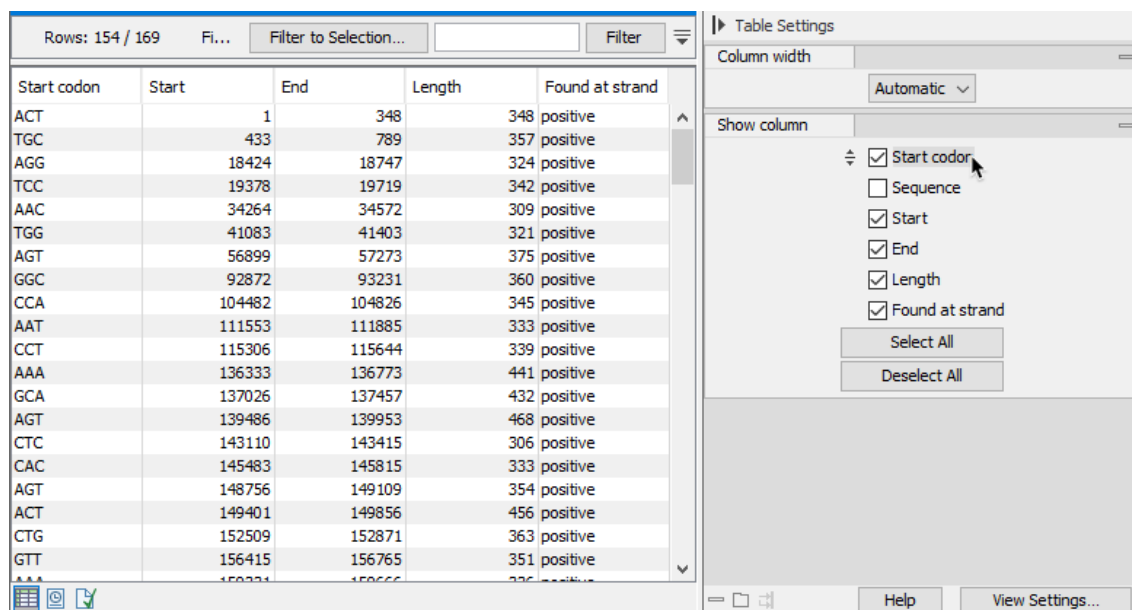 Rows: 154 / 169 Fi... Filter to Selection... Filter
Start codon Start End Length Found at strand
ACT 1 348 348 positive
TGC 433 789 357 positive
AGG 18424 18747 324 positive
TCC 19378 19719 342 positive
AAC 34264 34572 309 positive
TGG 41083 41403 321 positive
AGT 56899 57273 375 positive
GGC 92872 93231 360 positive
CCA 104482 104826 345 positive
AAT 111553 111885 333 positive
CCT 115306 115644 339 positive
AAA 136333 136773 441 positive
GCA 137026 137457 432 positive
AGT 139486 139953 468 positive
CTC 143110 143415 306 positive
CAC 145483 145815 333 positive
AGT 148756 149109 354 positive
ACT 149401 149856 456 positive
CTG 152509 152871 363 positive
GTT 156415 156765 351 positive
Table Settings
Column width
Automatic
Show column
Start codon
Sequence
Start
End
Length
Found at strand
Select All
Deselect All
Help View Settings...